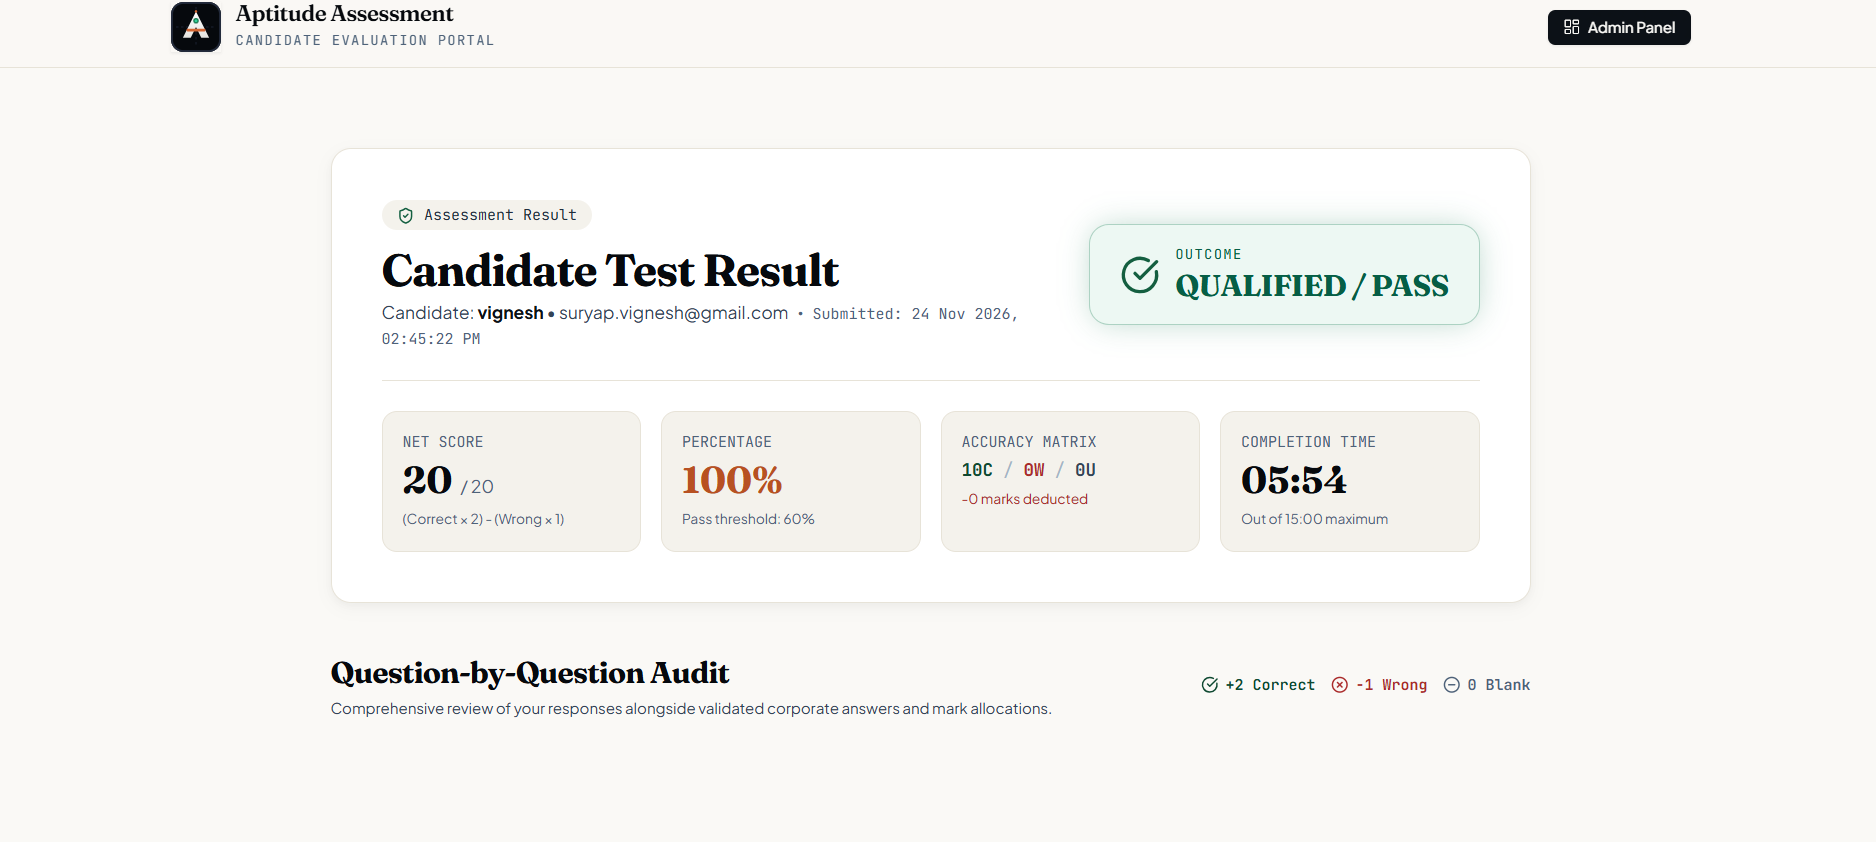 Aptitude Assessment
CANDIDATE EVALUATION PORTAL
Admin Panel
Assessment Result
Candidate Test Result
Candidate: vignesh • suryap.vignesh@gmail.com • Submitted: 24 Nov 2026,
02:45:22 PM
OUTCOME
QUALIFIED / PASS
NET SCORE
20 / 20
(Correct × 2) - (Wrong × 1)
PERCENTAGE
100%
Pass threshold: 60%
ACCURACY MATRIX
10C / 0W / 0U
-0 marks deducted
COMPLETION TIME
05:54
Out of 15:00 maximum
Question-by-Question Audit
Comprehensive review of your responses alongside validated corporate answers and mark allocations.
+2 Correct -1 Wrong 0 Blank